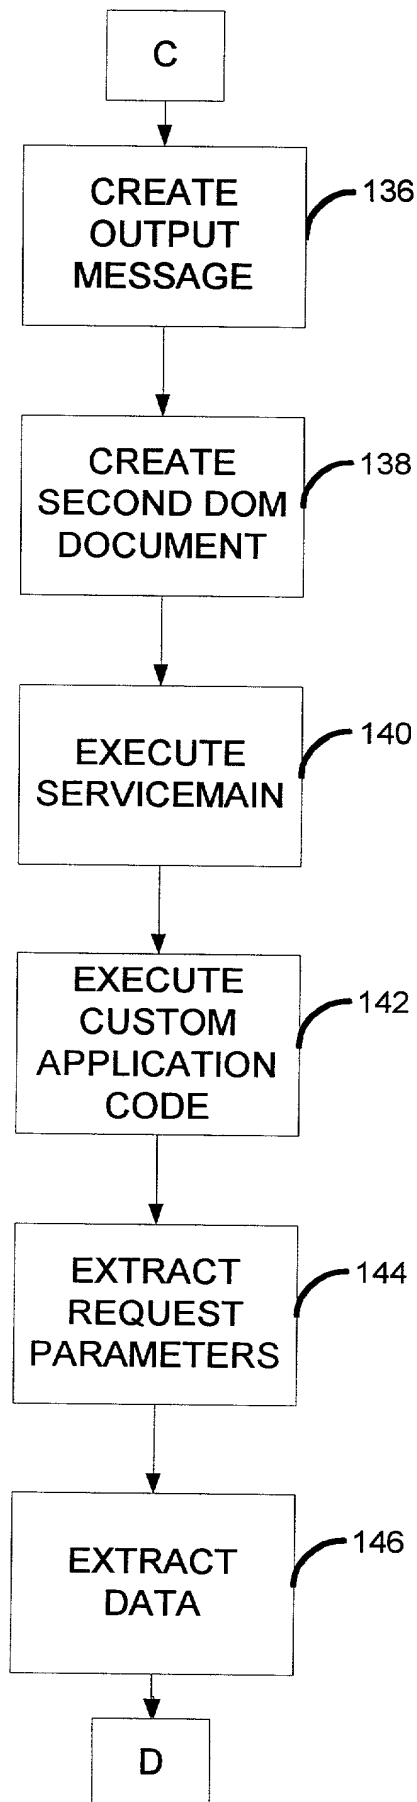 C
CREATE
OUTPUT
MESSAGE
136
CREATE
SECOND DOM
DOCUMENT
138
EXECUTE
SERVICEMAIN
140
EXECUTE
CUSTOM
APPLICATION
CODE
142
EXTRACT
REQUEST
PARAMETERS
144
EXTRACT
DATA
146
D